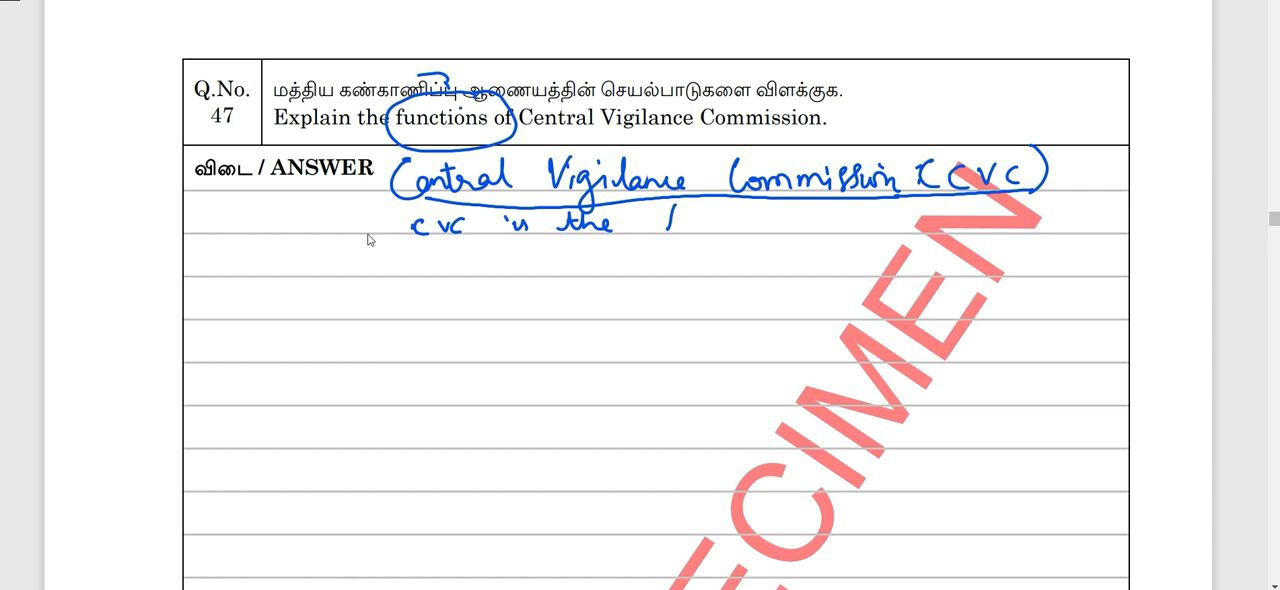 Q.No. மத்திய கண்காணிப்பு ஆணையத்தின் செயல்பாடுகளை விளக்குக.
47 Explain the functions of Central Vigilance Commission.
விடை / ANSWER Central Vigilance Commission (CVC)
CVC is the
ECIMEN